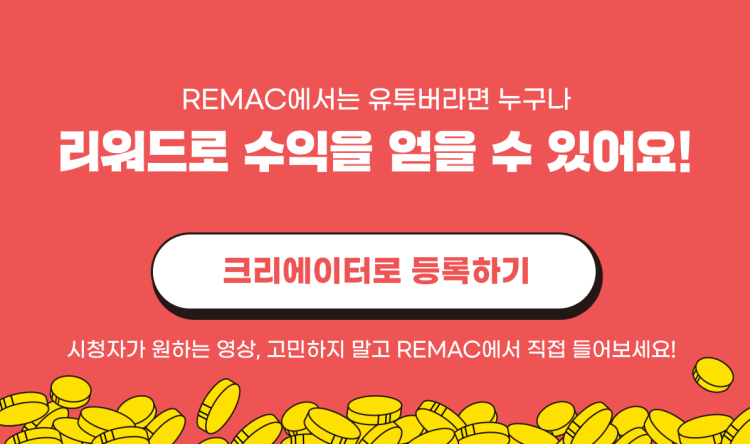 REMAC에서는 유투버라면 누구나
리워드로 수익을 얻을 수 있어요!
크리에이터로 등록하기
시청자가 원하는 영상, 고민하지 말고 REMAC에서 직접 들어보세요!